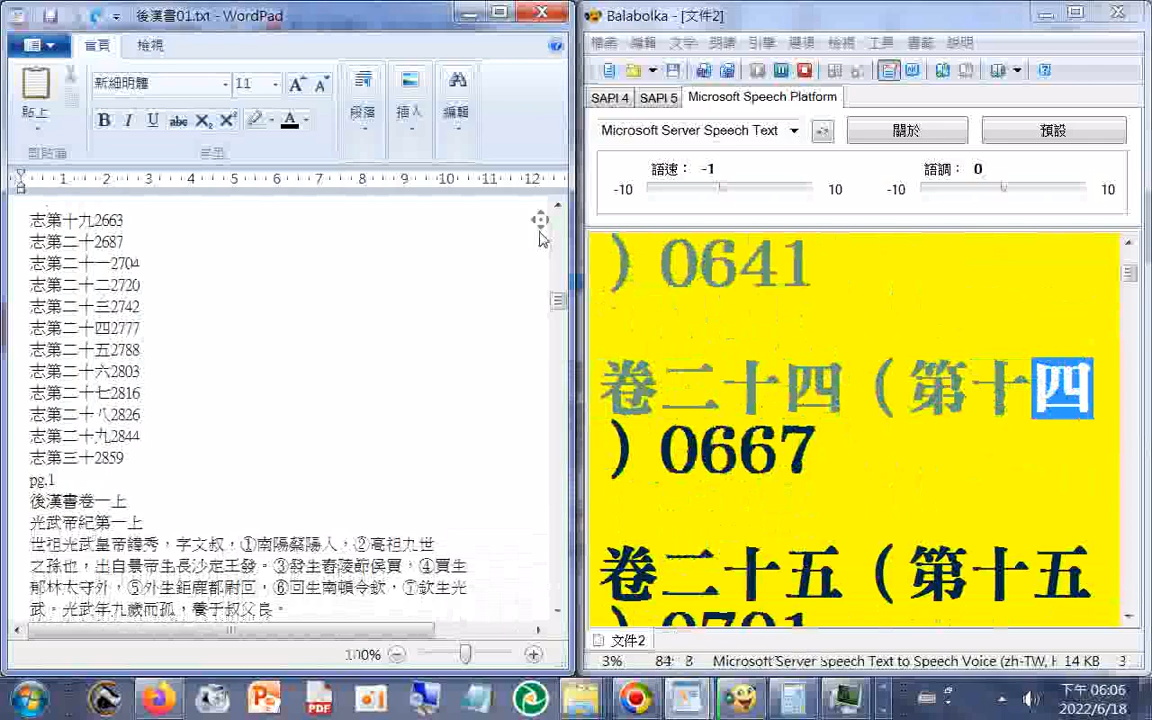 後漢書01.txt - WordPad
首頁
檢視
新細明體
11
貼上
段落
插入
編輯
剪貼簿
字型
1 2 3 4 5 6 7 8 9 10 11 12
志第十九2663
志第二十2687
志第二十一2704
志第二十二2720
志第二十三2742
志第二十四2777
志第二十五2788
志第二十六2803
志第二十七2816
志第二十八2826
志第二十九2844
志第三十2859
pg.1
後漢書卷一上
光武帝紀第一上
世祖光武皇帝諱秀，字文叔，①南陽蔡陽人，②高祖九世
之孫也，出自景帝生長沙定王發。③發生舂陵節侯買，④買生
郁林太守外，⑤外生鉅鹿都尉回，⑥回生南頓令欽，⑦欽生光
武。光武年九歲而孤，養于叔父良。
100%
Balabolka - [文件2]
檔案 編輯 文字 朗讀 引擎 選項 檢視 工具 書籤 說明
SAPI 4
SAPI 5
Microsoft Speech Platform
Microsoft Server Speech Text
關於
預設
語速： -1
-10 10
語調： 0
-10 10
）0641
卷二十四（第十四
）0667
卷二十五（第十五
文件2
3%
Microsoft Server Speech Text to Speech Voice (zh-TW, H
14 KB
下午 06:06
2022/6/18